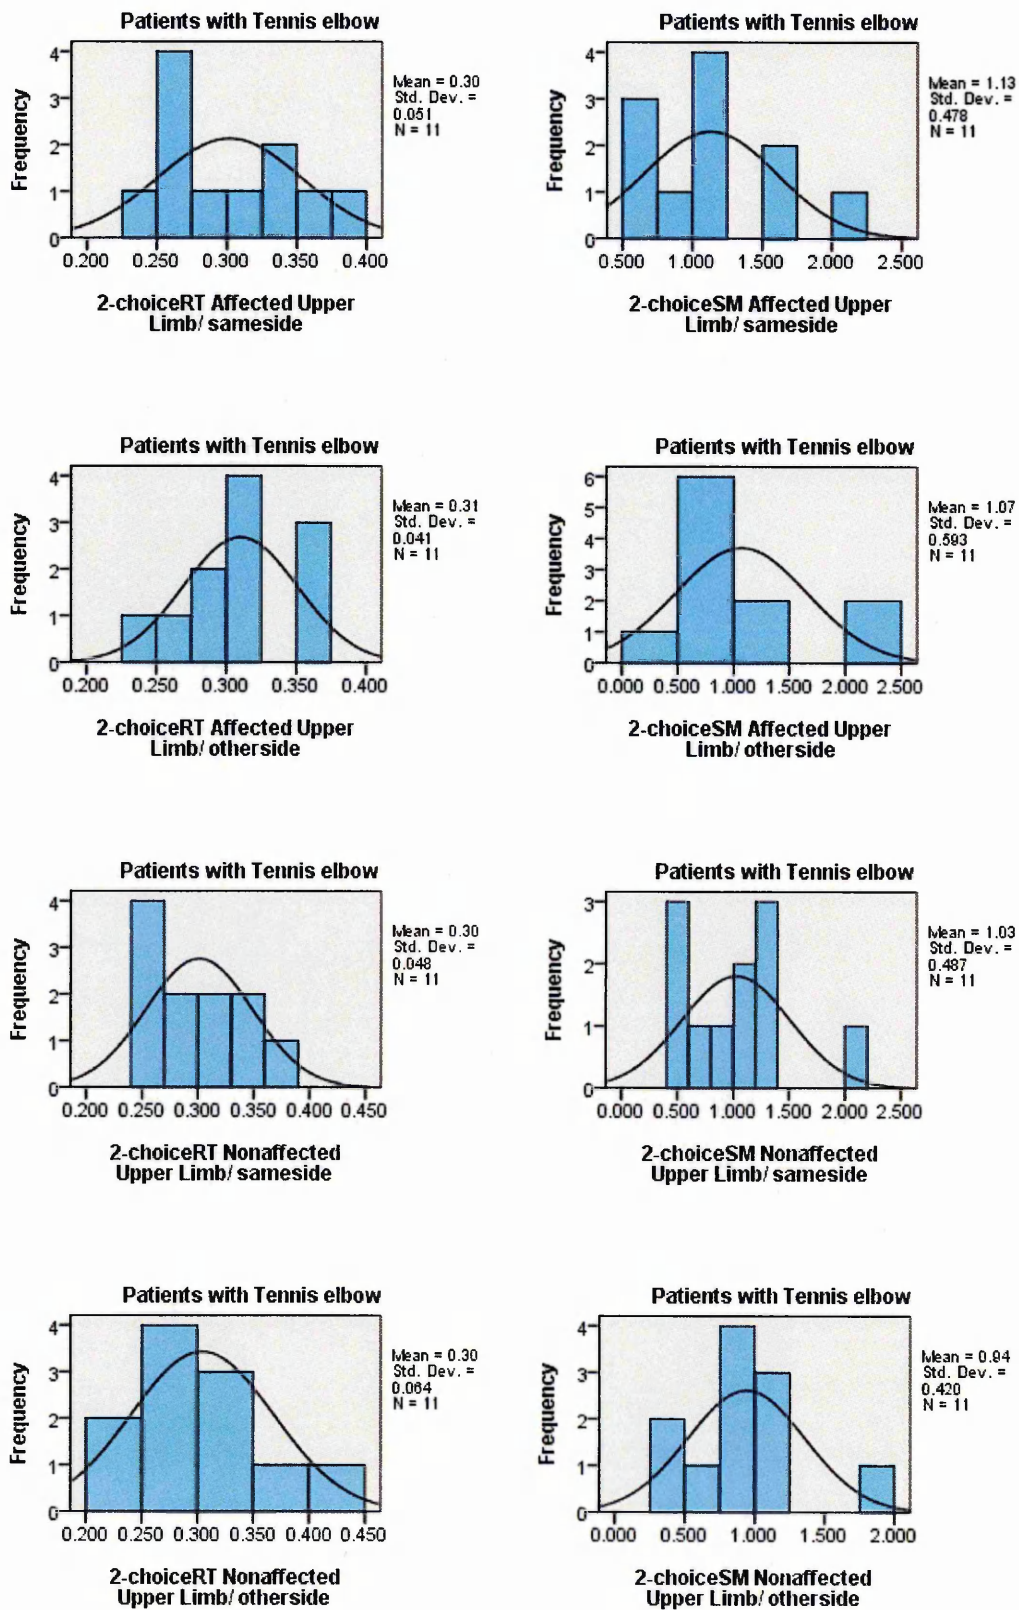 Patients with Tennis elbow
Frequency
4
3
2
1
0
0.200 0.250 0.300 0.350 0.400
Mean = 0.30
Std. Dev. =
0.051
N = 11
2-choiceRT Affected Upper
Limb/ sameside
Patients with Tennis elbow
Frequency
4
3
2
1
0
0.500 1.000 1.500 2.000 2.500
Mean = 1.13
Std. Dev. =
0.478
N = 11
2-choiceSM Affected Upper
Limb/ sameside
Patients with Tennis elbow
Frequency
4
3
2
1
0
0.200 0.250 0.300 0.350 0.400
Mean = 0.31
Std. Dev. =
0.041
N = 11
2-choiceRT Affected Upper
Limb/ otherside
Patients with Tennis elbow
Frequency
6
5
4
3
2
1
0
0.000 0.500 1.000 1.500 2.000 2.500
Mean = 1.07
Std. Dev. =
0.593
N = 11
2-choiceSM Affected Upper
Limb/ otherside
Patients with Tennis elbow
Frequency
4
3
2
1
0
0.200 0.250 0.300 0.350 0.400 0.450
Mean = 0.30
Std. Dev. =
0.048
N = 11
2-choiceRT Nonaffected
Upper Limb/ sameside
Patients with Tennis elbow
Frequency
3
2
1
0
0.000 0.500 1.000 1.500 2.000 2.500
Mean = 1.03
Std. Dev. =
0.487
N = 11
2-choiceSM Nonaffected
Upper Limb/ sameside
Patients with Tennis elbow
Frequency
4
3
2
1
0
0.200 0.250 0.300 0.350 0.400 0.450
Mean = 0.30
Std. Dev. =
0.064
N = 11
2-choiceRT Nonaffected
Upper Limb/ otherside
Patients with Tennis elbow
Frequency
4
3
2
1
0
0.000 0.500 1.000 1.500 2.000
Mean = 0.94
Std. Dev. =
0.420
N = 11
2-choiceSM Nonaffected
Upper Limb/ otherside